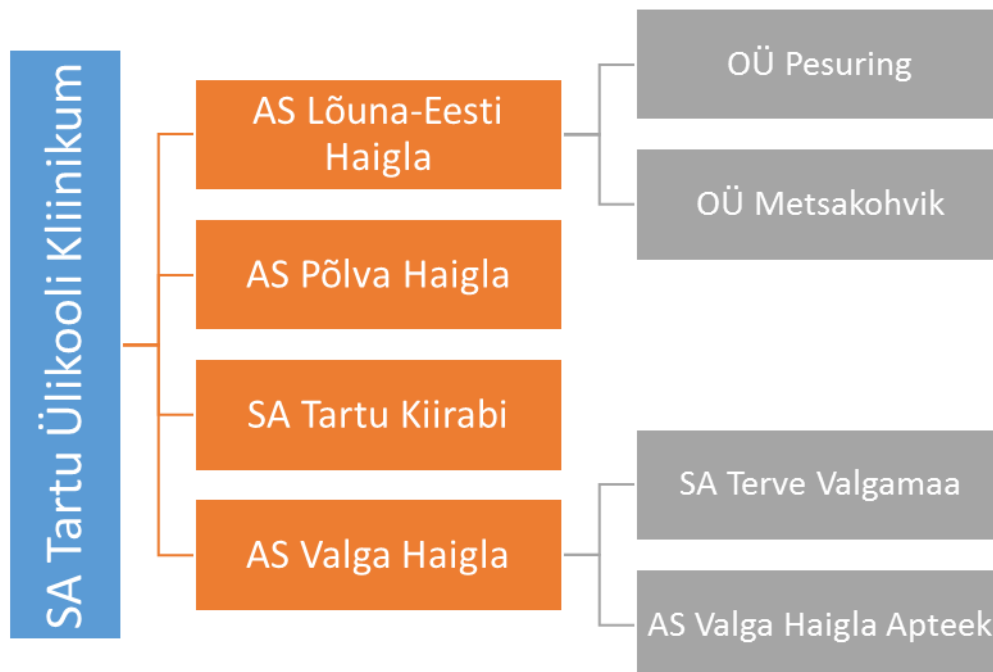 SA Tartu Ülikooli Kliinikum
AS Lõuna-Eesti
Haigla
OÜ Pesuring
OÜ Metsakohvik
AS Põlva Haigla
SA Tartu Kiirabi
AS Valga Haigla
SA Terve Valgamaa
AS Valga Haigla Apteek